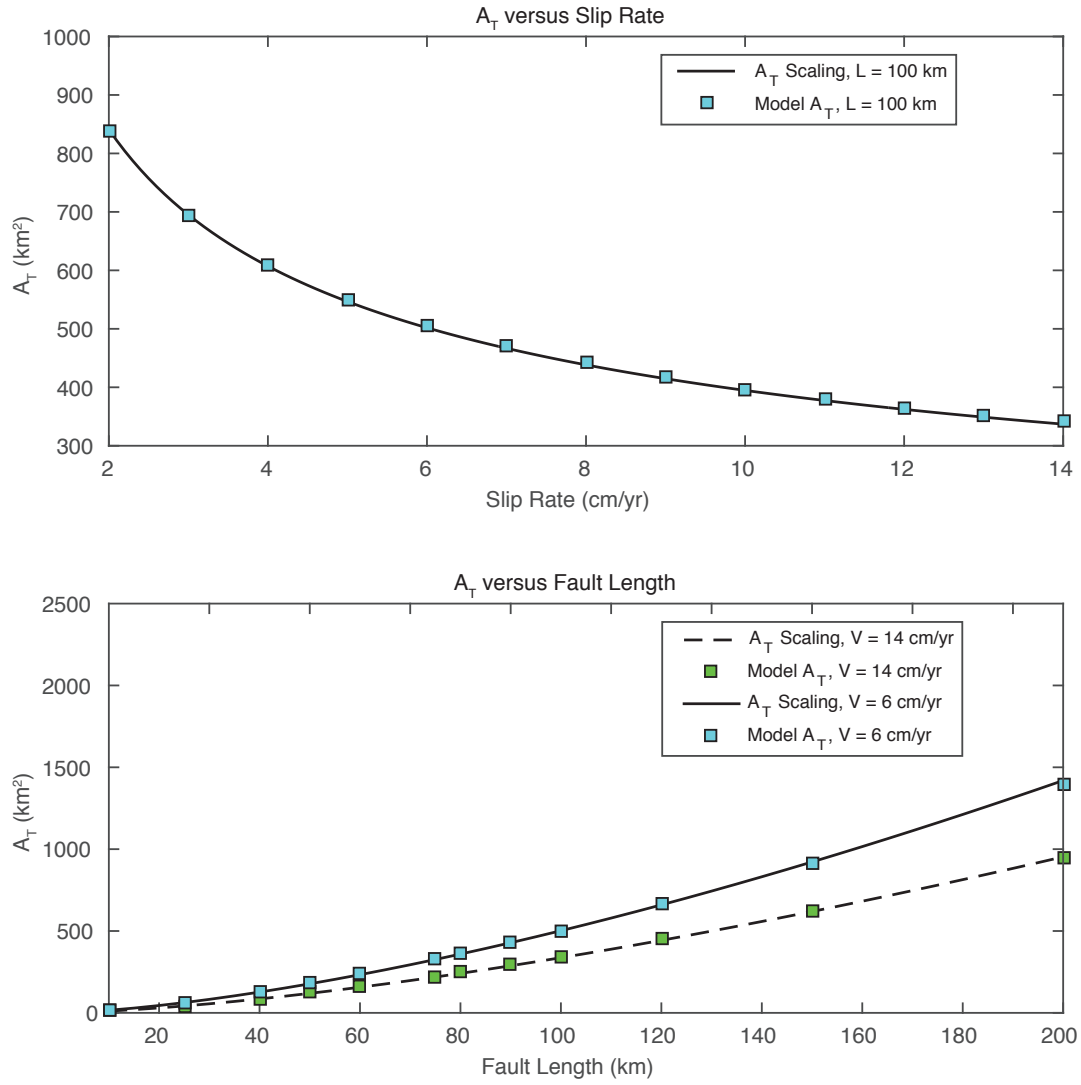 A_T versus Slip Rate
1000
900
800
700
600
500
400
300
A_T (km²)
A_T Scaling, L = 100 km
Model A_T, L = 100 km
2 4 6 8 10 12 14
Slip Rate (cm/yr)
A_T versus Fault Length
2500
2000
1500
1000
500
0
A_T (km²)
A_T Scaling, V = 14 cm/yr
Model A_T, V = 14 cm/yr
A_T Scaling, V = 6 cm/yr
Model A_T, V = 6 cm/yr
20 40 60 80 100 120 140 160 180 200
Fault Length (km)